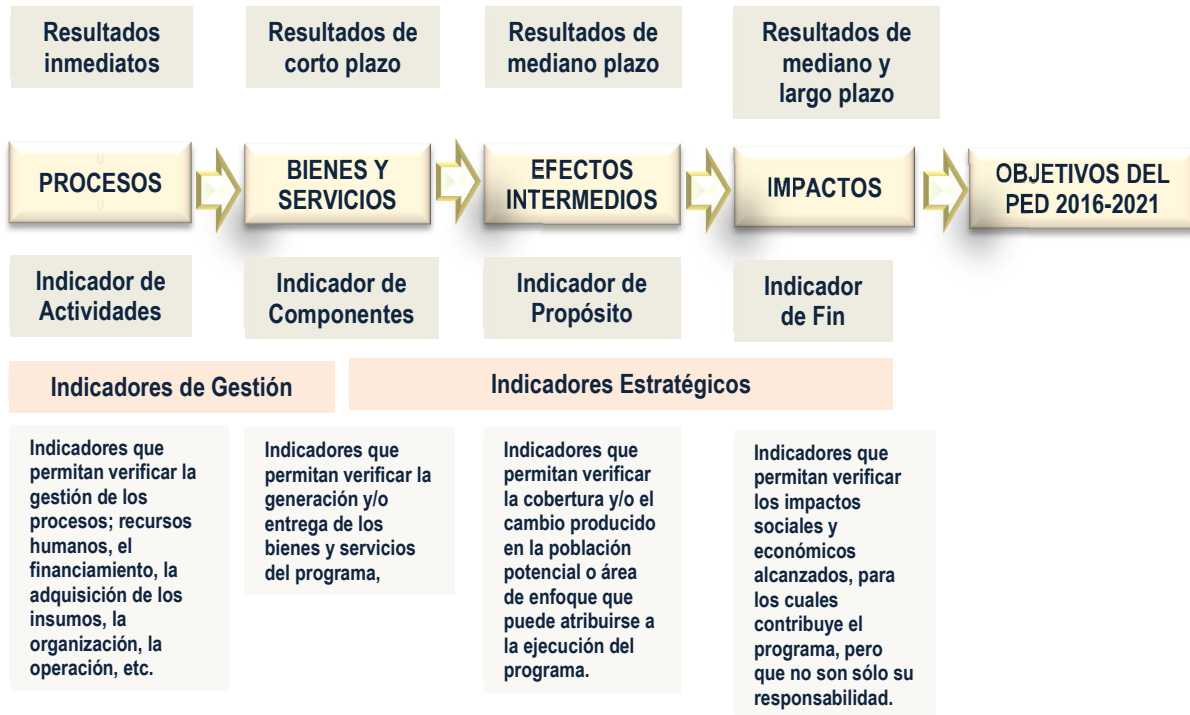 Resultados
inmediatos
Resultados de
corto plazo
Resultados de
mediano plazo
Resultados de
mediano y
largo plazo
PROCESOS
BIENES Y
SERVICIOS
EFECTOS
INTERMEDIOS
IMPACTOS
OBJETIVOS DEL
PED 2016-2021
Indicador de
Actividades
Indicador de
Componentes
Indicador de
Propósito
Indicador
de Fin
Indicadores de Gestión
Indicadores Estratégicos
Indicadores que
permitan verificar la
gestión de los
procesos; recursos
humanos, el
financiamiento, la
adquisición de los
insumos, la
organización, la
operación, etc.
Indicadores que
permitan verificar la
generación y/o
entrega de los
bienes y servicios
del programa,
Indicadores que
permitan verificar
la cobertura y/o el
cambio producido
en la población
potencial o área
de enfoque que
puede atribuirse a
la ejecución del
programa.
Indicadores que
permitan verificar
los impactos
sociales y
económicos
alcanzados, para
los cuales
contribuye el
programa, pero
que no son sólo su
responsabilidad.